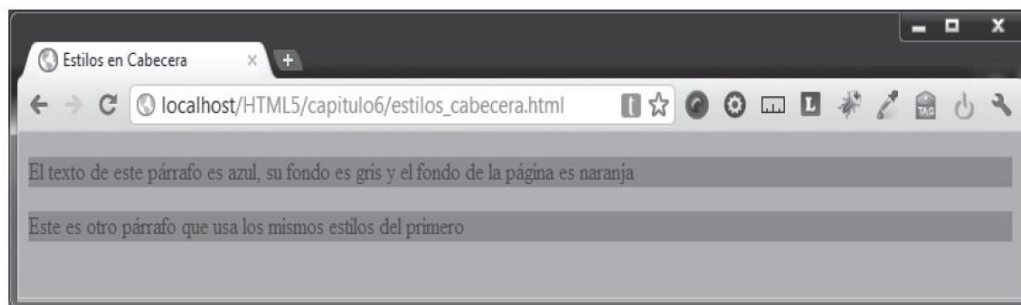 Estilos en Cabecera
localhost/HTML5/capitulo6/estilos_cabecera.html
El texto de este párrafo es azul, su fondo es gris y el fondo de la página es naranja
Este es otro párrafo que usa los mismos estilos del primero